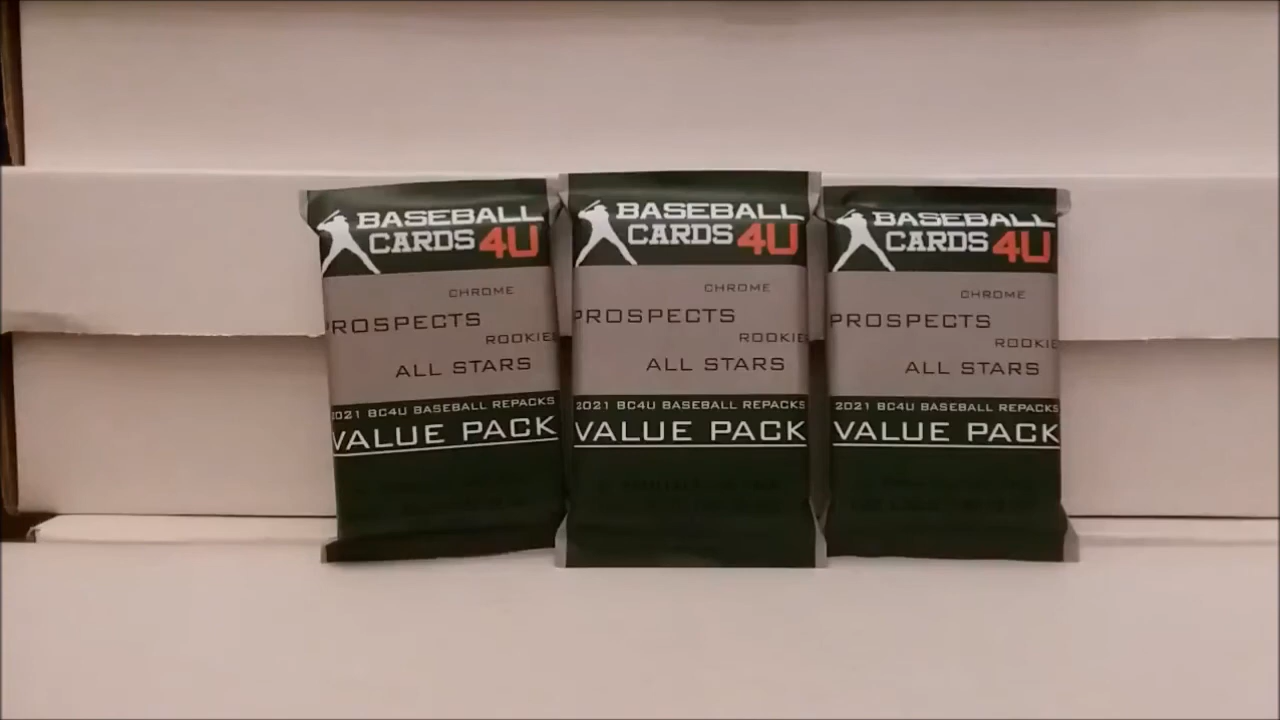 BASEBALL
CARDS 4U
CHROME
PROSPECTS
ROOKIE
ALL STARS
2021 BC4U BASEBALL REPACKS
VALUE PACK
BASEBALL
CARDS 4U
CHROME
PROSPECTS
ROOKIE
ALL STARS
2021 BC4U BASEBALL REPACKS
VALUE PACK
BASEBALL
CARDS 4U
CHROME
PROSPECTS
ROOKIE
ALL STARS
2021 BC4U BASEBALL REPACKS
VALUE PACK